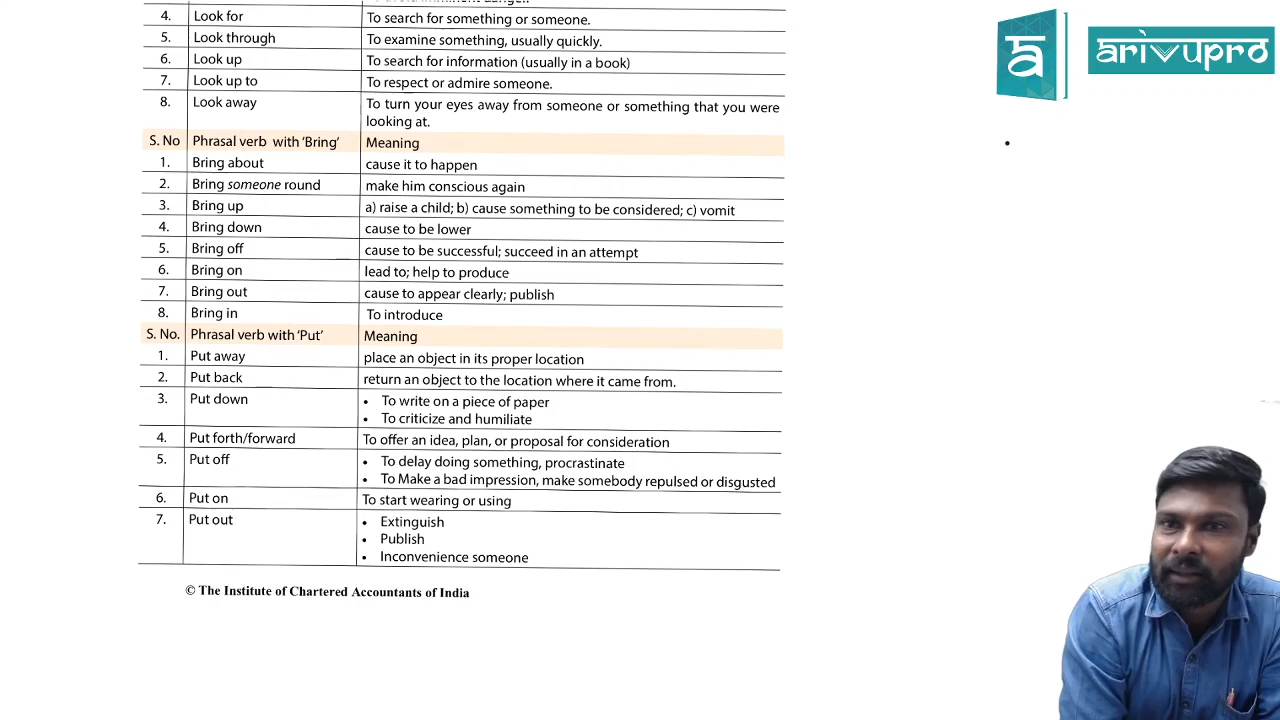 4. Look for To search for something or someone.
5. Look through To examine something, usually quickly.
6. Look up To search for information (usually in a book)
7. Look up to To respect or admire someone.
8. Look away To turn your eyes away from someone or something that you were
looking at.
S. No Phrasal verb with ‘Bring’ Meaning
1. Bring about cause it to happen
2. Bring someone round make him conscious again
3. Bring up a) raise a child; b) cause something to be considered; c) vomit
4. Bring down cause to be lower
5. Bring off cause to be successful; succeed in an attempt
6. Bring on lead to; help to produce
7. Bring out cause to appear clearly; publish
8. Bring in To introduce
S. No. Phrasal verb with ‘Put’ Meaning
1. Put away place an object in its proper location
2. Put back return an object to the location where it came from.
3. Put down • To write on a piece of paper
• To criticize and humiliate
4. Put forth/forward To offer an idea, plan, or proposal for consideration
5. Put off • To delay doing something, procrastinate
• To Make a bad impression, make somebody repulsed or disgusted
6. Put on To start wearing or using
7. Put out • Extinguish
• Publish
• Inconvenience someone
© The Institute of Chartered Accountants of India
a arivupro